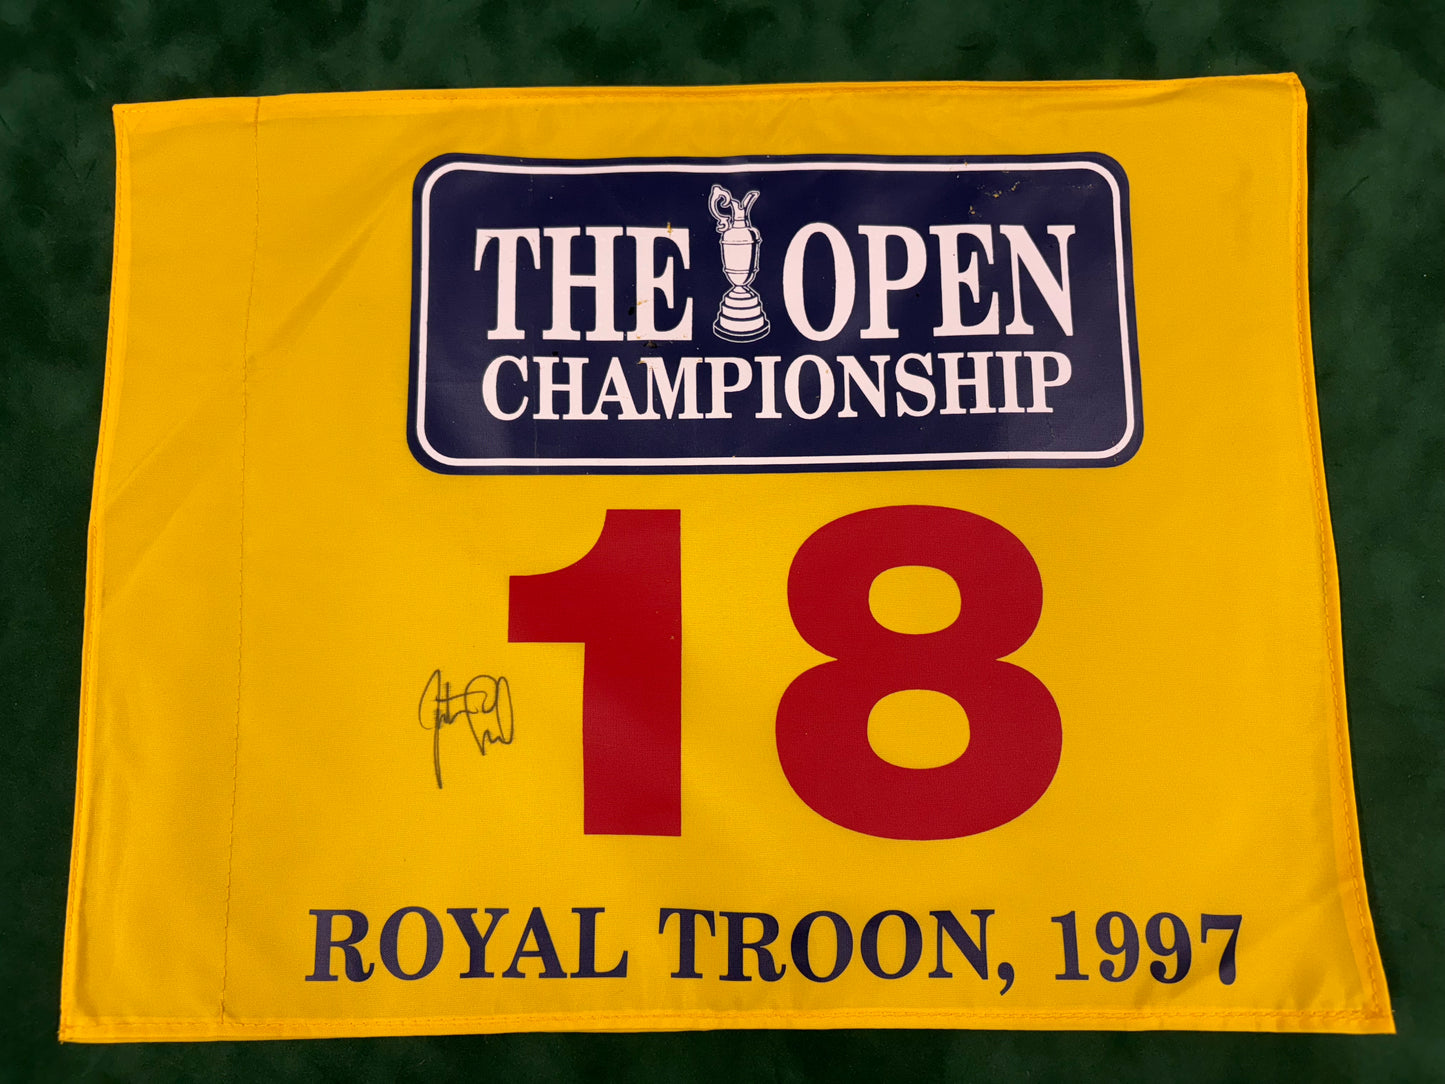 THE OPEN
CHAMPIONSHIP
18
ROYAL TROON, 1997